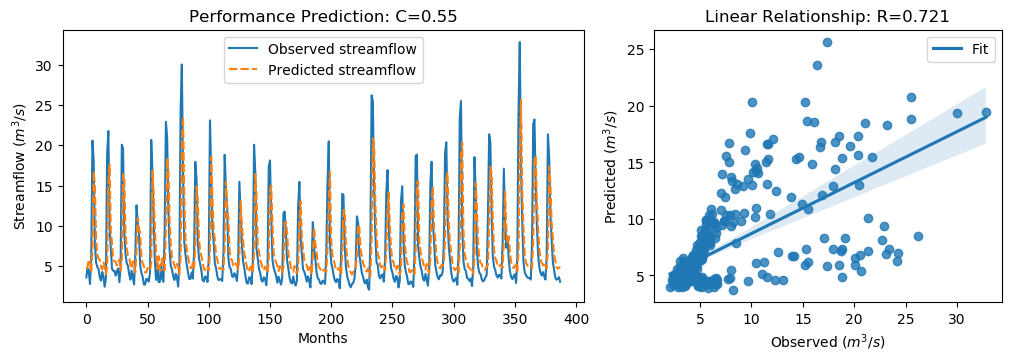 Performance Prediction: C=0.55
Observed streamflow
Predicted streamflow
Streamflow (m³/s)
30
25
20
15
10
5
0
50
100
150
200
250
300
350
400
Months
Linear Relationship: R=0.721
Fit
Predicted (m³/s)
25
20
15
10
5
5
10
15
20
25
30
Observed (m³/s)